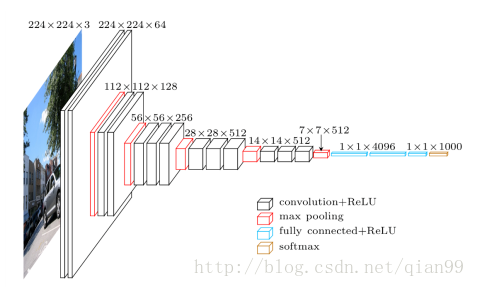 224×224×3 224×224×64
112×112×128
56×56×256
28×28×512
14×14×512
7×7×512
1×1×4096 1×1×1000
convolution+ReLU
max pooling
fully connected+ReLU
softmax
http://blog.csdn.net/qian99